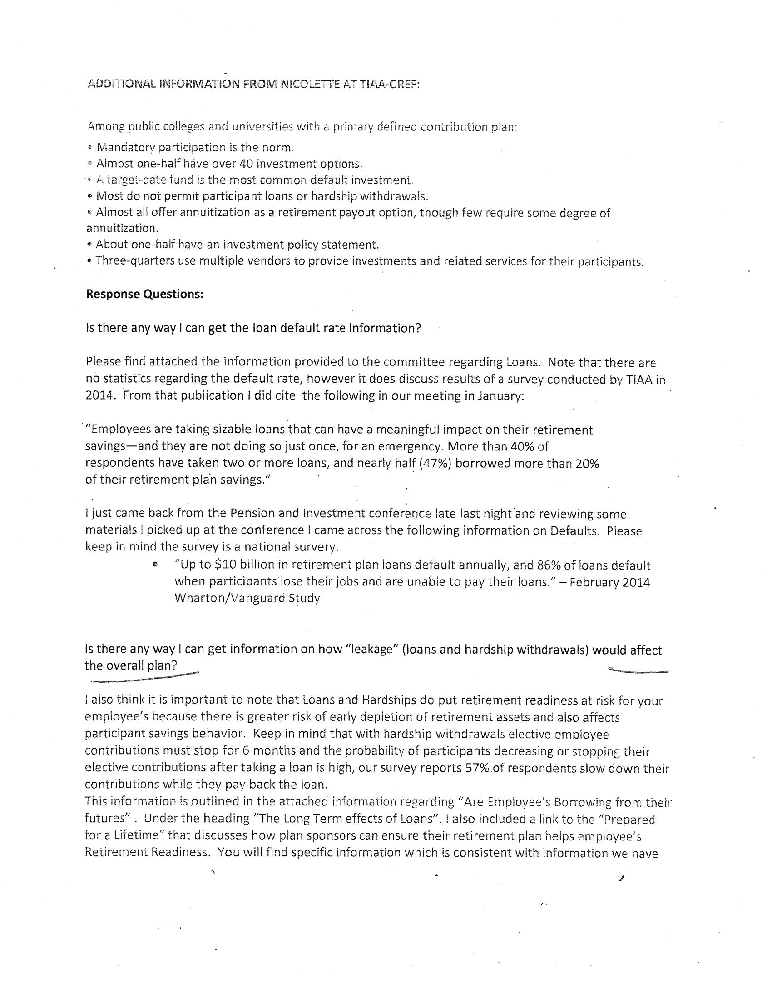 ADDITIONAL INFORMATION FROM NICOLETTE AT TIAA-CREF:
Among public colleges and universities with a primary defined contribution plan:
• Mandatory participation is the norm.
• Almost one-half have over 40 investment options.
• A target-date fund is the most common default investment.
• Most do not permit participant loans or hardship withdrawals.
• Almost all offer annuitization as a retirement payout option, though few require some degree of
annuitization.
• About one-half have an investment policy statement.
• Three-quarters use multiple vendors to provide investments and related services for their participants.
Response Questions:
Is there any way I can get the loan default rate information?
Please find attached the information provided to the committee regarding Loans.  Note that there are
no statistics regarding the default rate, however it does discuss results of a survey conducted by TIAA in
2014.  From that publication I did cite  the following in our meeting in January:
“Employees are taking sizable loans that can have a meaningful impact on their retirement
savings—and they are not doing so just once, for an emergency. More than 40% of
respondents have taken two or more loans, and nearly half (47%) borrowed more than 20%
of their retirement plan savings.”
I just came back from the Pension and Investment conference late last night and reviewing some
materials I picked up at the conference I came across the following information on Defaults.  Please
keep in mind the survey is a national survery.
• “Up to $10 billion in retirement plan loans default annually, and 86% of loans default
when participants lose their jobs and are unable to pay their loans.” – February 2014
Wharton/Vanguard Study
Is there any way I can get information on how “leakage” (loans and hardship withdrawals) would affect
the overall plan?
I also think it is important to note that Loans and Hardships do put retirement readiness at risk for your
employee’s because there is greater risk of early depletion of retirement assets and also affects
participant savings behavior.  Keep in mind that with hardship withdrawals elective employee
contributions must stop for 6 months and the probability of participants decreasing or stopping their
elective contributions after taking a loan is high, our survey reports 57% of respondents slow down their
contributions while they pay back the loan.
This information is outlined in the attached information regarding “Are Employee’s Borrowing from their
futures” .  Under the heading “The Long Term effects of Loans”. I also included a link to the “Prepared
for a Lifetime” that discusses how plan sponsors can ensure their retirement plan helps employee’s
Retirement Readiness.  You will find specific information which is consistent with information we have